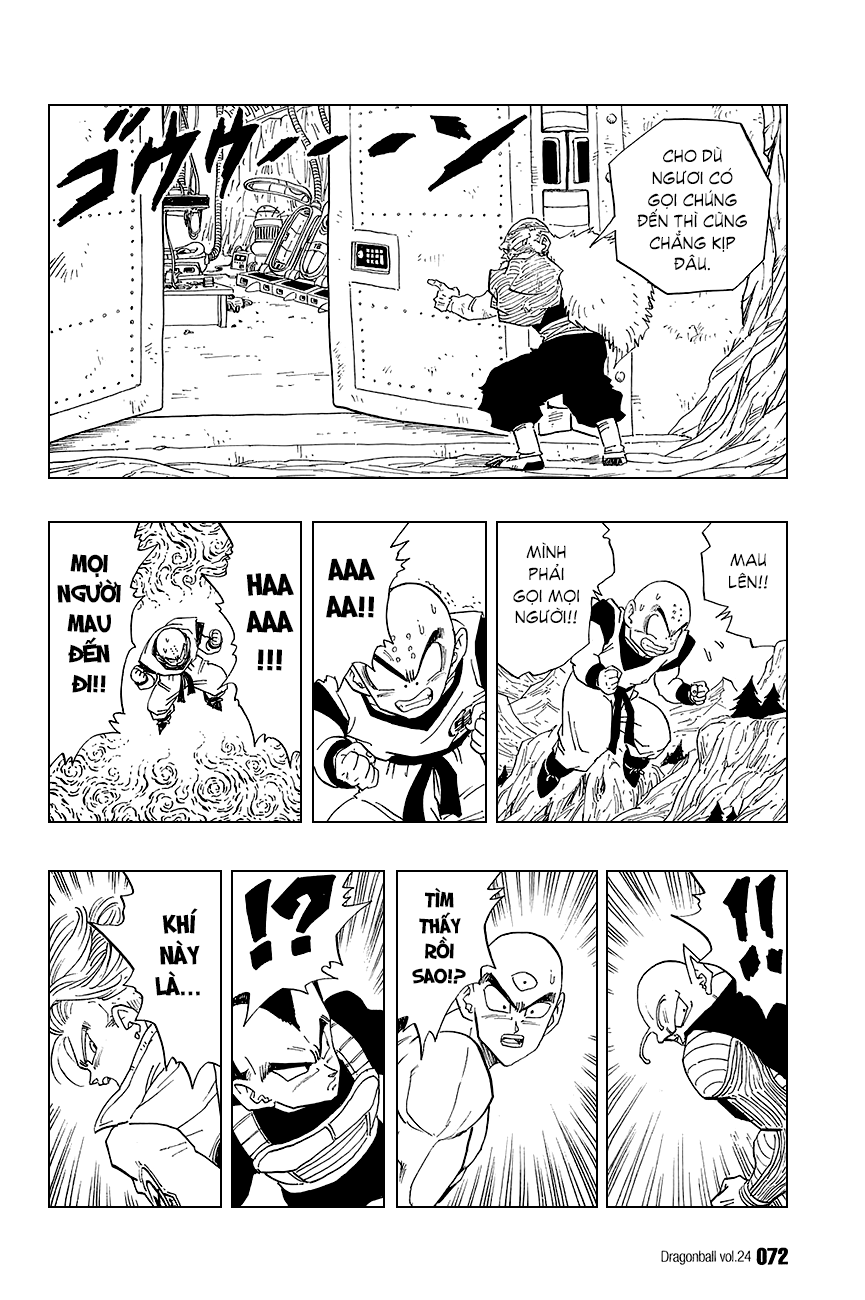 ゴウウーーーン
CHO DÙ
NGƯƠI CÓ
GỌI CHÚNG
ĐẾN THÌ CŨNG
CHẲNG KỊP
ĐÂU.
MAU
LÊN!!
MÌNH
PHẢI
GỌI MỌI
NGƯỜI!!
AAA
AA!!
HAA
AAA
!!!
MỌI
NGƯỜI
MAU
ĐẾN
ĐI!!
!!
TÌM
THẤY
RỒI
SAO!?
!?
KHÍ
NÀY
LÀ...
Dragonball vol.24 072